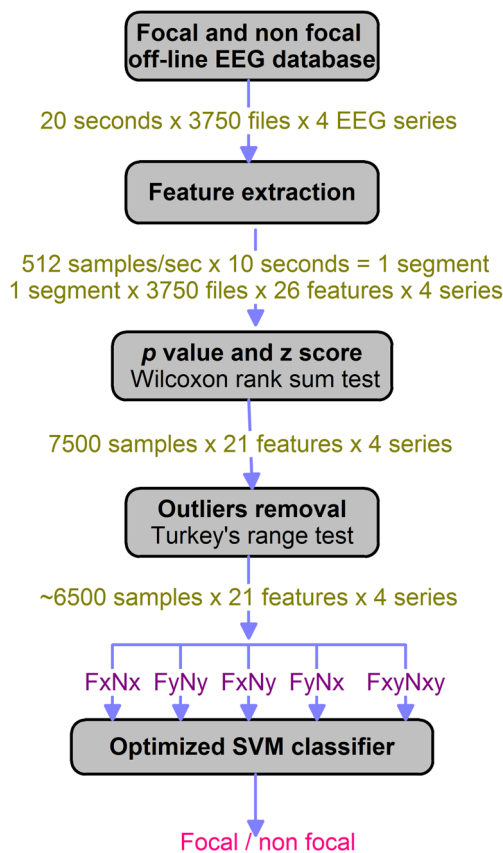 Focal and non focal
off-line EEG database
20 seconds x 3750 files x 4 EEG series
Feature extraction
512 samples/sec x 10 seconds = 1 segment
1 segment x 3750 files x 26 features x 4 series
p value and z score
Wilcoxon rank sum test
7500 samples x 21 features x 4 series
Outliers removal
Turkey's range test
~6500 samples x 21 features x 4 series
FxNx FyNy FxNy FyNx FxyNxy
Optimized SVM classifier
Focal / non focal